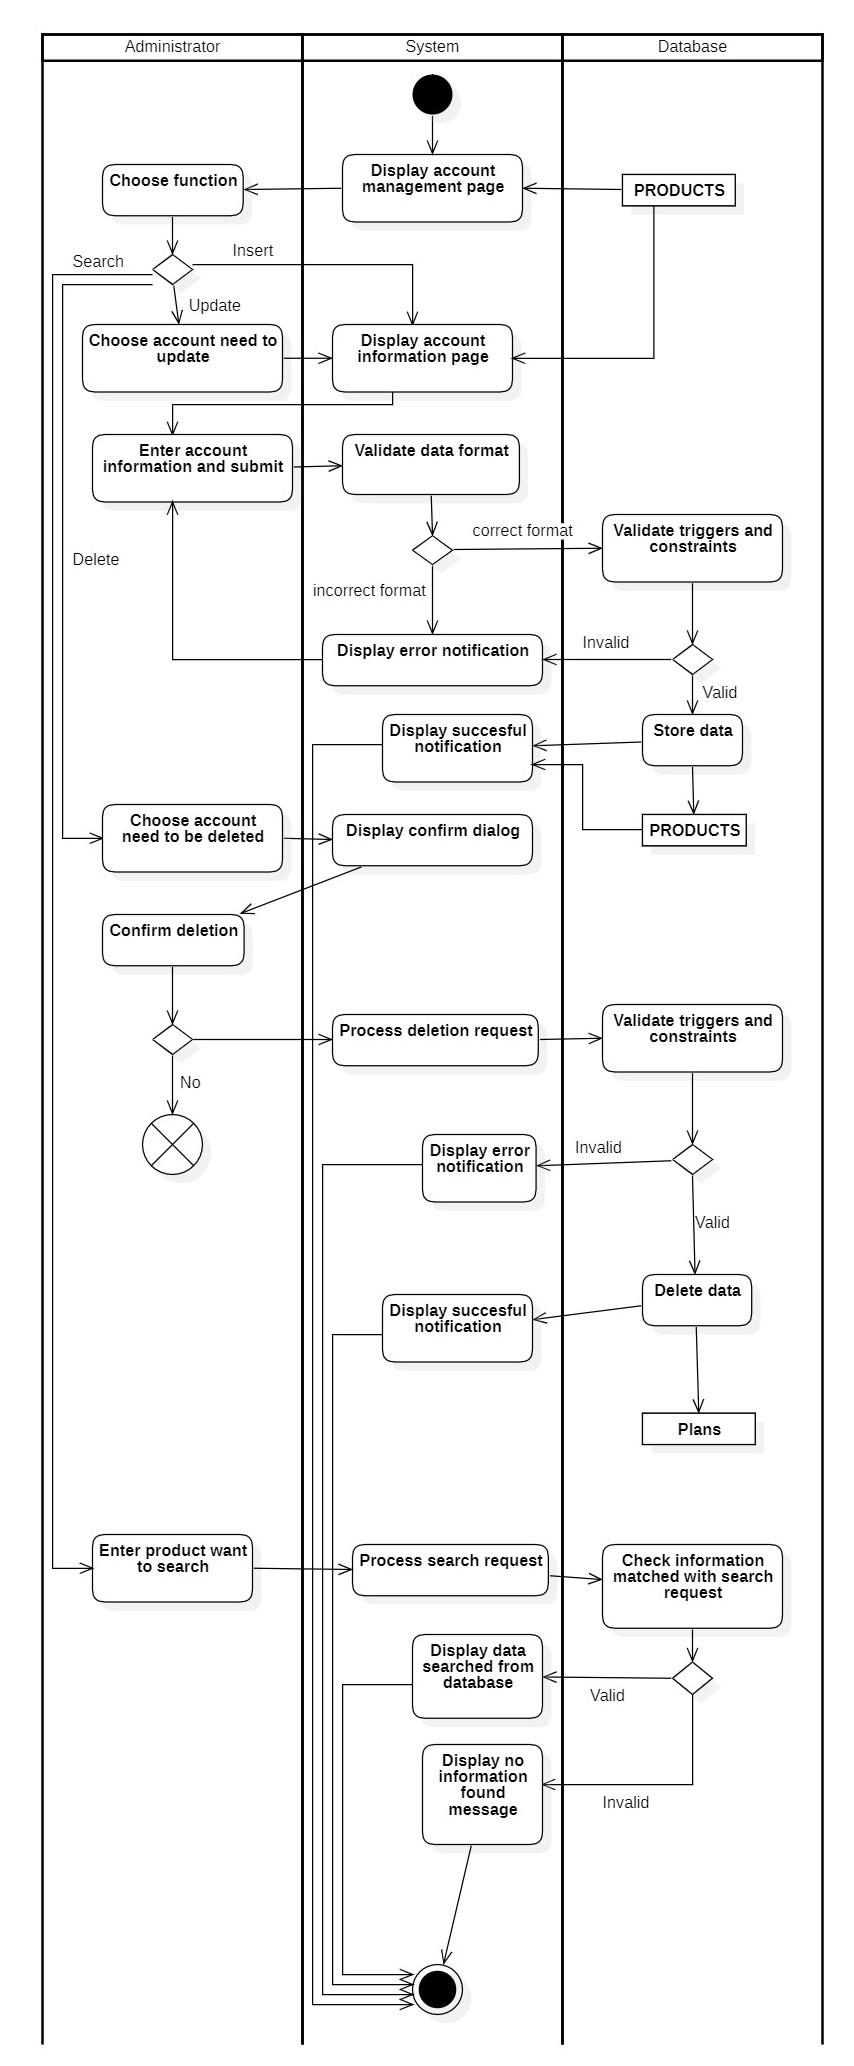 Administrator
System
Database
Display account
management page
Choose function
PRODUCTS
Search
Insert
Update
Choose account need to
update
Display account
information page
Enter account
information and submit
Validate data format
correct format
Validate triggers and
constraints
Delete
incorrect format
Display error notification
Invalid
Valid
Display succesful
notification
Store data
PRODUCTS
Choose account
need to be deleted
Display confirm dialog
Confirm deletion
Process deletion request
Validate triggers and
constraints
No
Display error
notification
Invalid
Valid
Delete data
Display succesful
notification
Plans
Enter product want
to search
Process search request
Check information
matched with search
request
Display data
searched from
database
Valid
Display no
information
found
message
Invalid